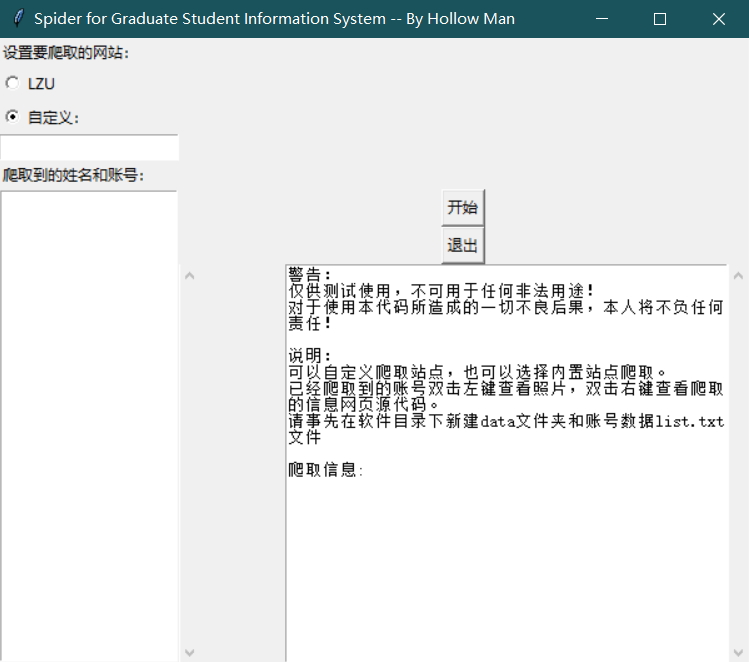 Spider for Graduate Student Information System -- By Hollow Man
设置要爬取的网站：
LZU
自定义：
爬取到的姓名和账号：
开始
退出
警告：
仅供测试使用，不可用于任何非法用途！
对于使用本代码所造成的一切不良后果，本人将不负任何
责任！
说明：
可以自定义爬取站点，也可以选择内置站点爬取。
已经爬取到的账号双击左键查看照片，双击右键查看爬取
的信息网页源代码。
请事先在软件目录下新建data文件夹和账号数据list.txt
文件
爬取信息: